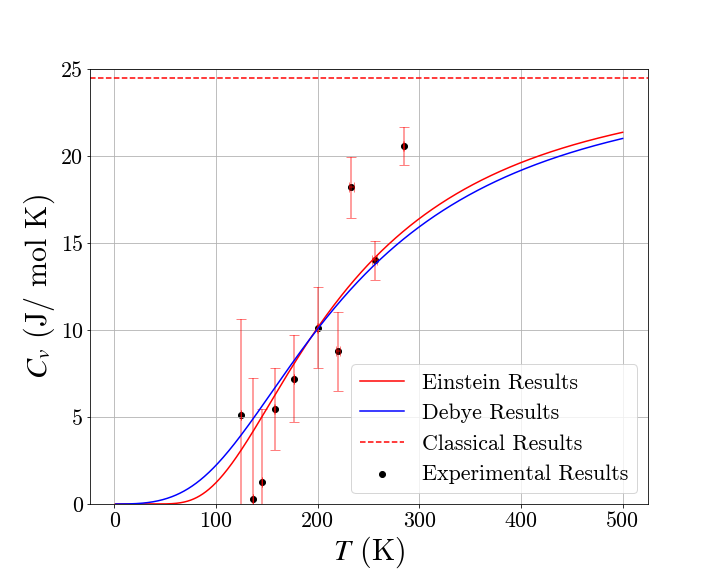 25
20
15
10
5
0
C_v (J/ mol K)
Einstein Results
Debye Results
Classical Results
Experimental Results
0 100 200 300 400 500
T (K)